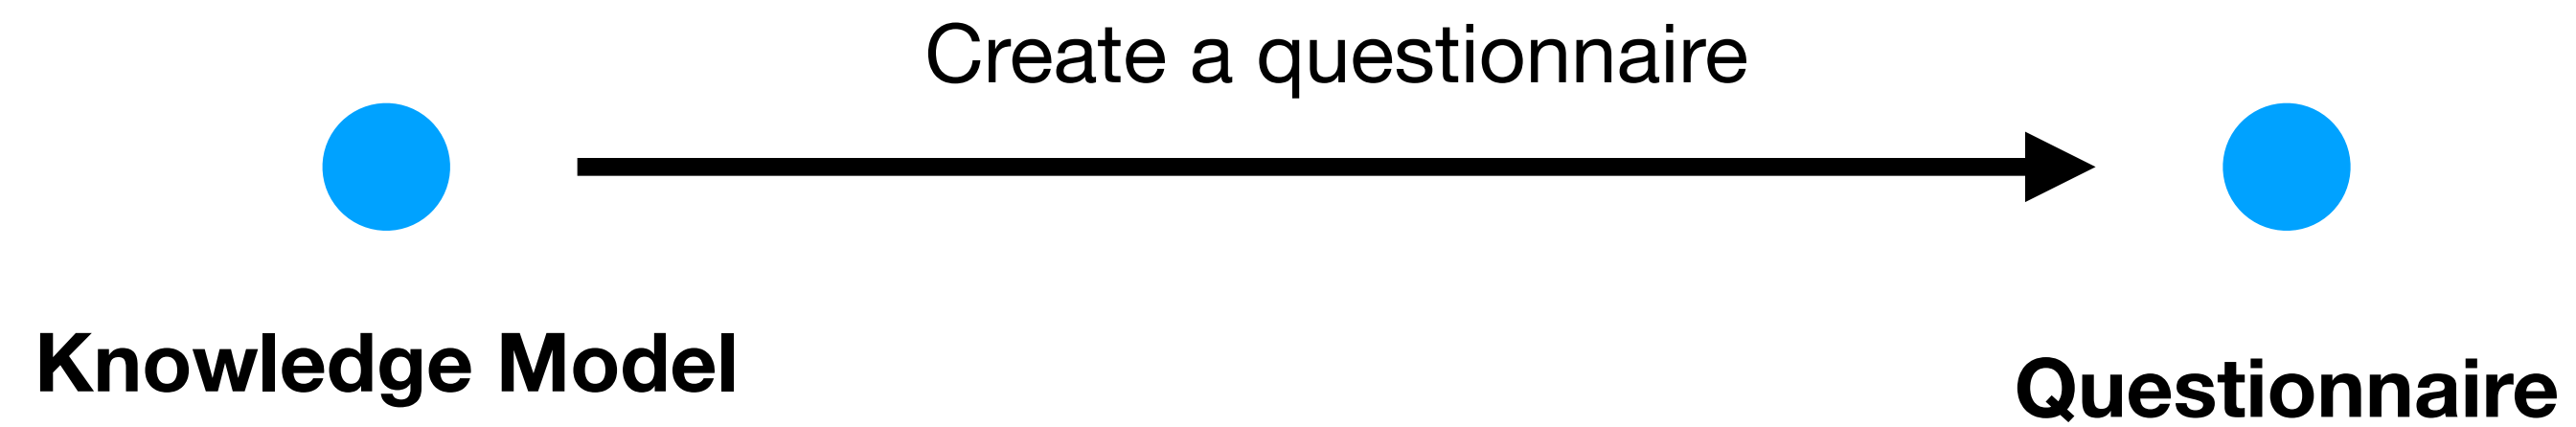 Create a questionnaire
Knowledge Model
Questionnaire